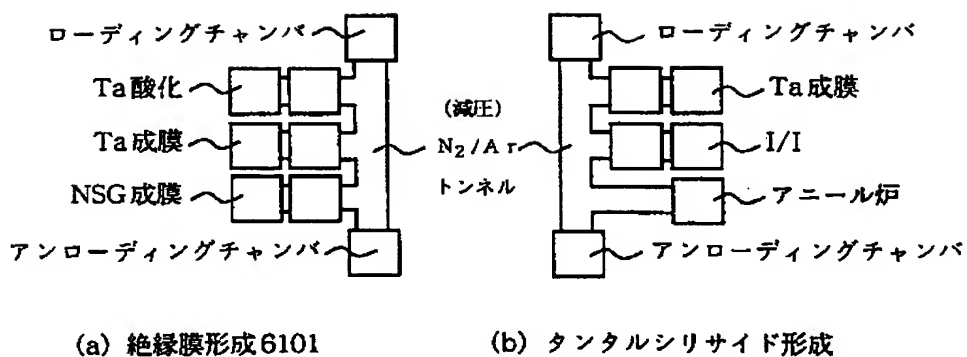 ローディングチャンバ
Ta酸化
Ta成膜
NSG成膜
アンローディングチャンバ
(減圧)
N2/Ar
トンネル
ローディングチャンバ
Ta成膜
I/I
アニール炉
アンローディングチャンバ
(a) 絶縁膜形成6101
(b) タンタルシリサイド形成